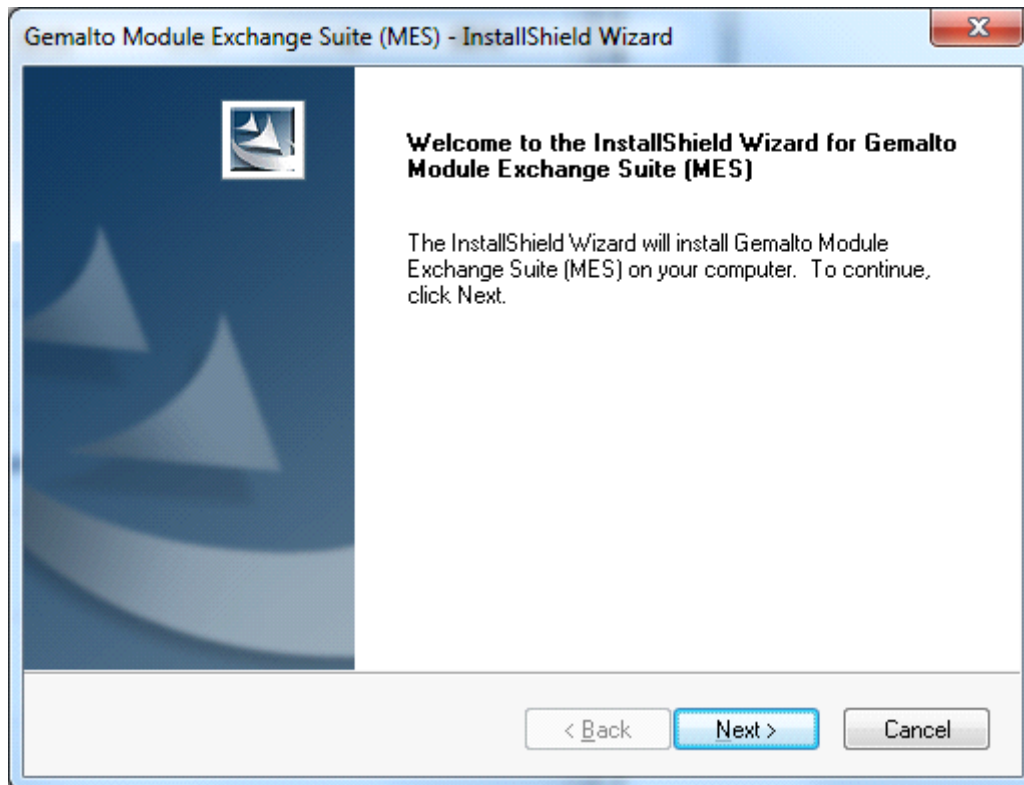 Gemalto Module Exchange Suite (MES) - InstallShield Wizard
Welcome to the InstallShield Wizard for Gemalto
Module Exchange Suite (MES)
The InstallShield Wizard will install Gemalto Module
Exchange Suite (MES) on your computer.  To continue,
click Next.
< Back
Next >
Cancel